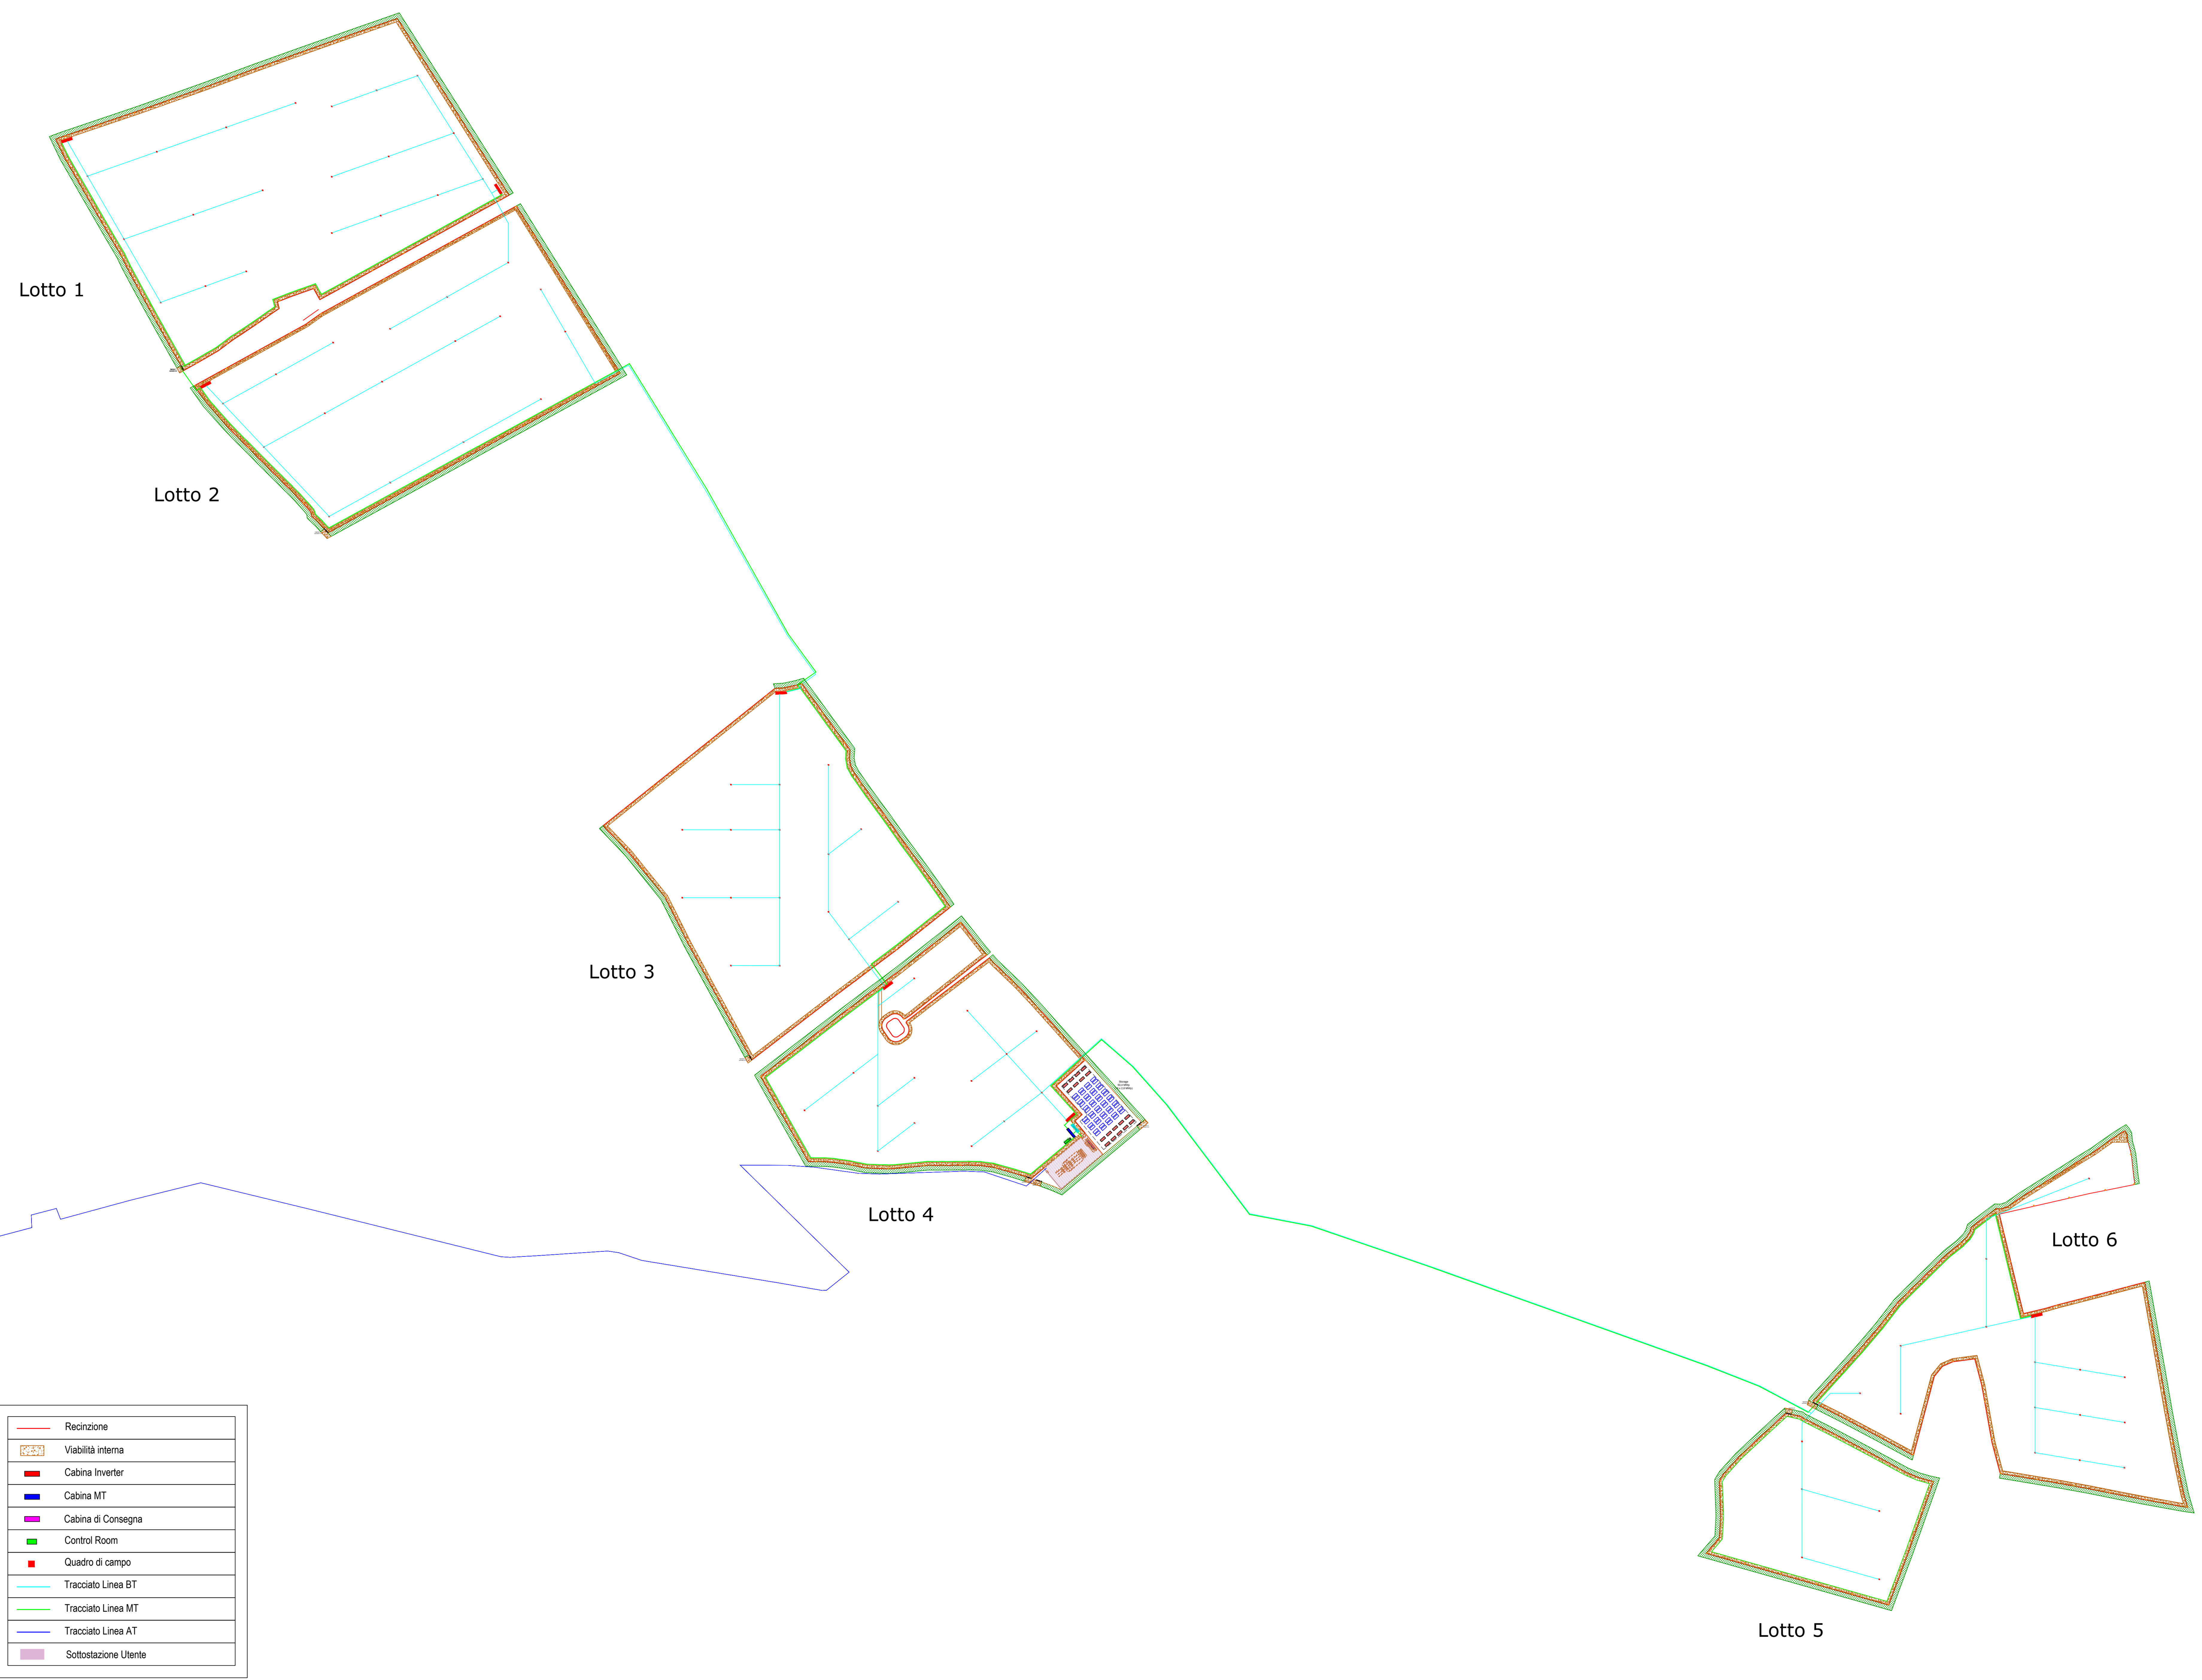 Lotto 1
Lotto 2
Lotto 3
Lotto 4
Lotto 6
Lotto 5
Recinzione
Viabilità interna
Cabina Inverter
Cabina MT
Cabina di Consegna
Control Room
Quadro di campo
Tracciato Linea BT
Tracciato Linea MT
Tracciato Linea AT
Sottostazione Utente